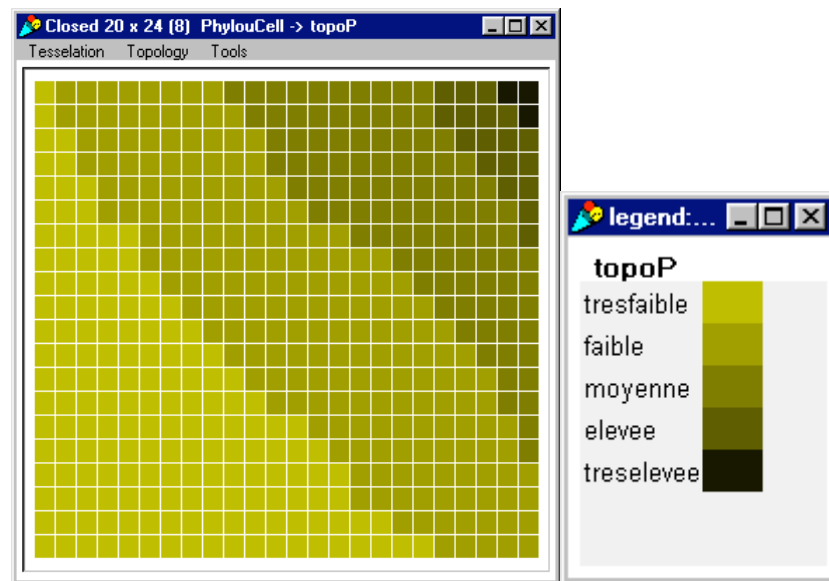 Closed 20 x 24 (8) PhylouCell -> topoP
Tesselation Topology Tools
legend:...
topoP
tresfaible
faible
moyenne
elevee
treselevee